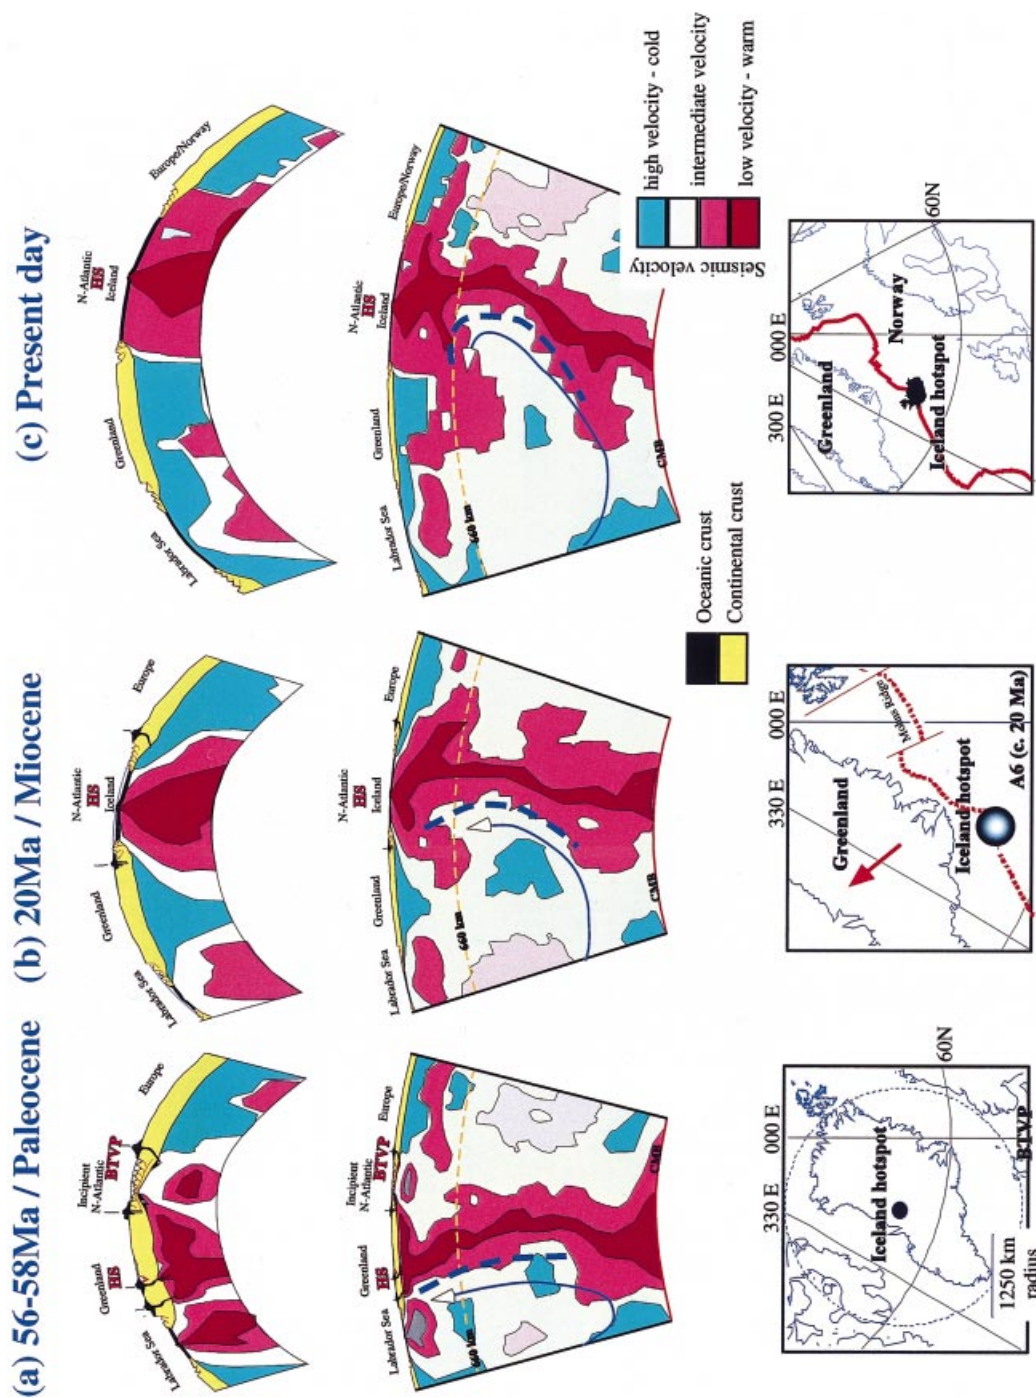 (a) 56-58Ma / Paleocene
Labrador Sea
Greenland
HS
Incipient
N-Atlantic
BTVP
Europe
Labrador Sea
Greenland
HS
Incipient
N-Atlantic
BTVP
Europe
660 km
CMB
330 E
000 E
Iceland hotspot
60N
1250 km
radius
BTVP
(b) 20Ma / Miocene
Labrador Sea
Greenland
N-Atlantic
HS
Iceland
Europe
Labrador Sea
Greenland
N-Atlantic
HS
Iceland
Europe
660 km
CMB
330 E
000 E
Greenland
Mohns Ridge
Iceland hotspot
A6 (c. 20 Ma)
Oceanic crust
Continental crust
(c) Present day
Labrador Sea
Greenland
N-Atlantic
HS
Iceland
Europe/Norway
Labrador Sea
Greenland
N-Atlantic
HS
Iceland
Europe/Norway
660 km
CMB
Seismic velocity
high velocity - cold
intermediate velocity
low velocity - warm
300 E
000 E
Greenland
Norway
Iceland hotspot
60N